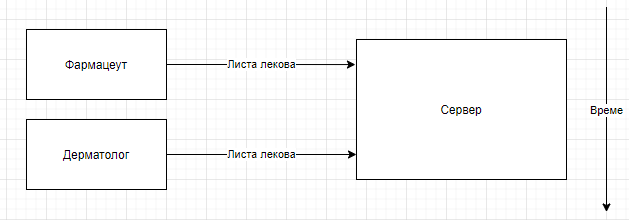 Фармацеут
Листа лекова
Сервер
Време
Дерматолог
Листа лекова